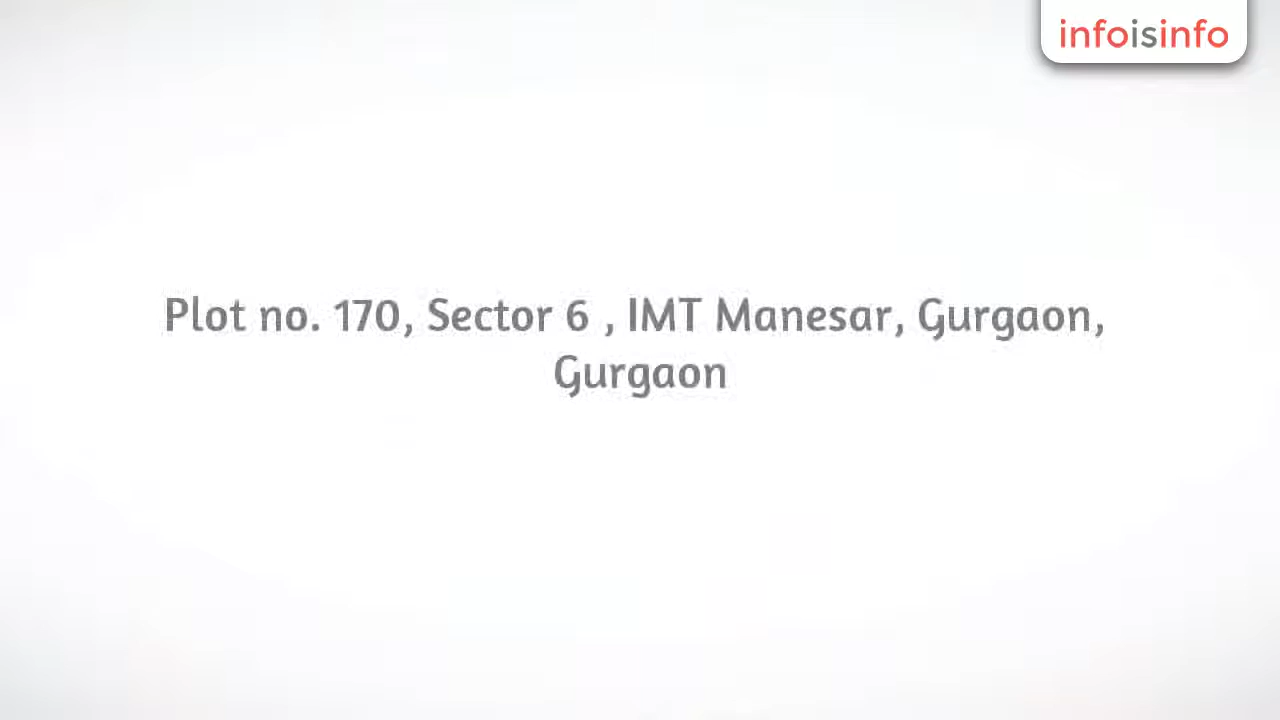 infoisinfo
Plot no. 170, Sector 6 , IMT Manesar, Gurgaon,
Gurgaon